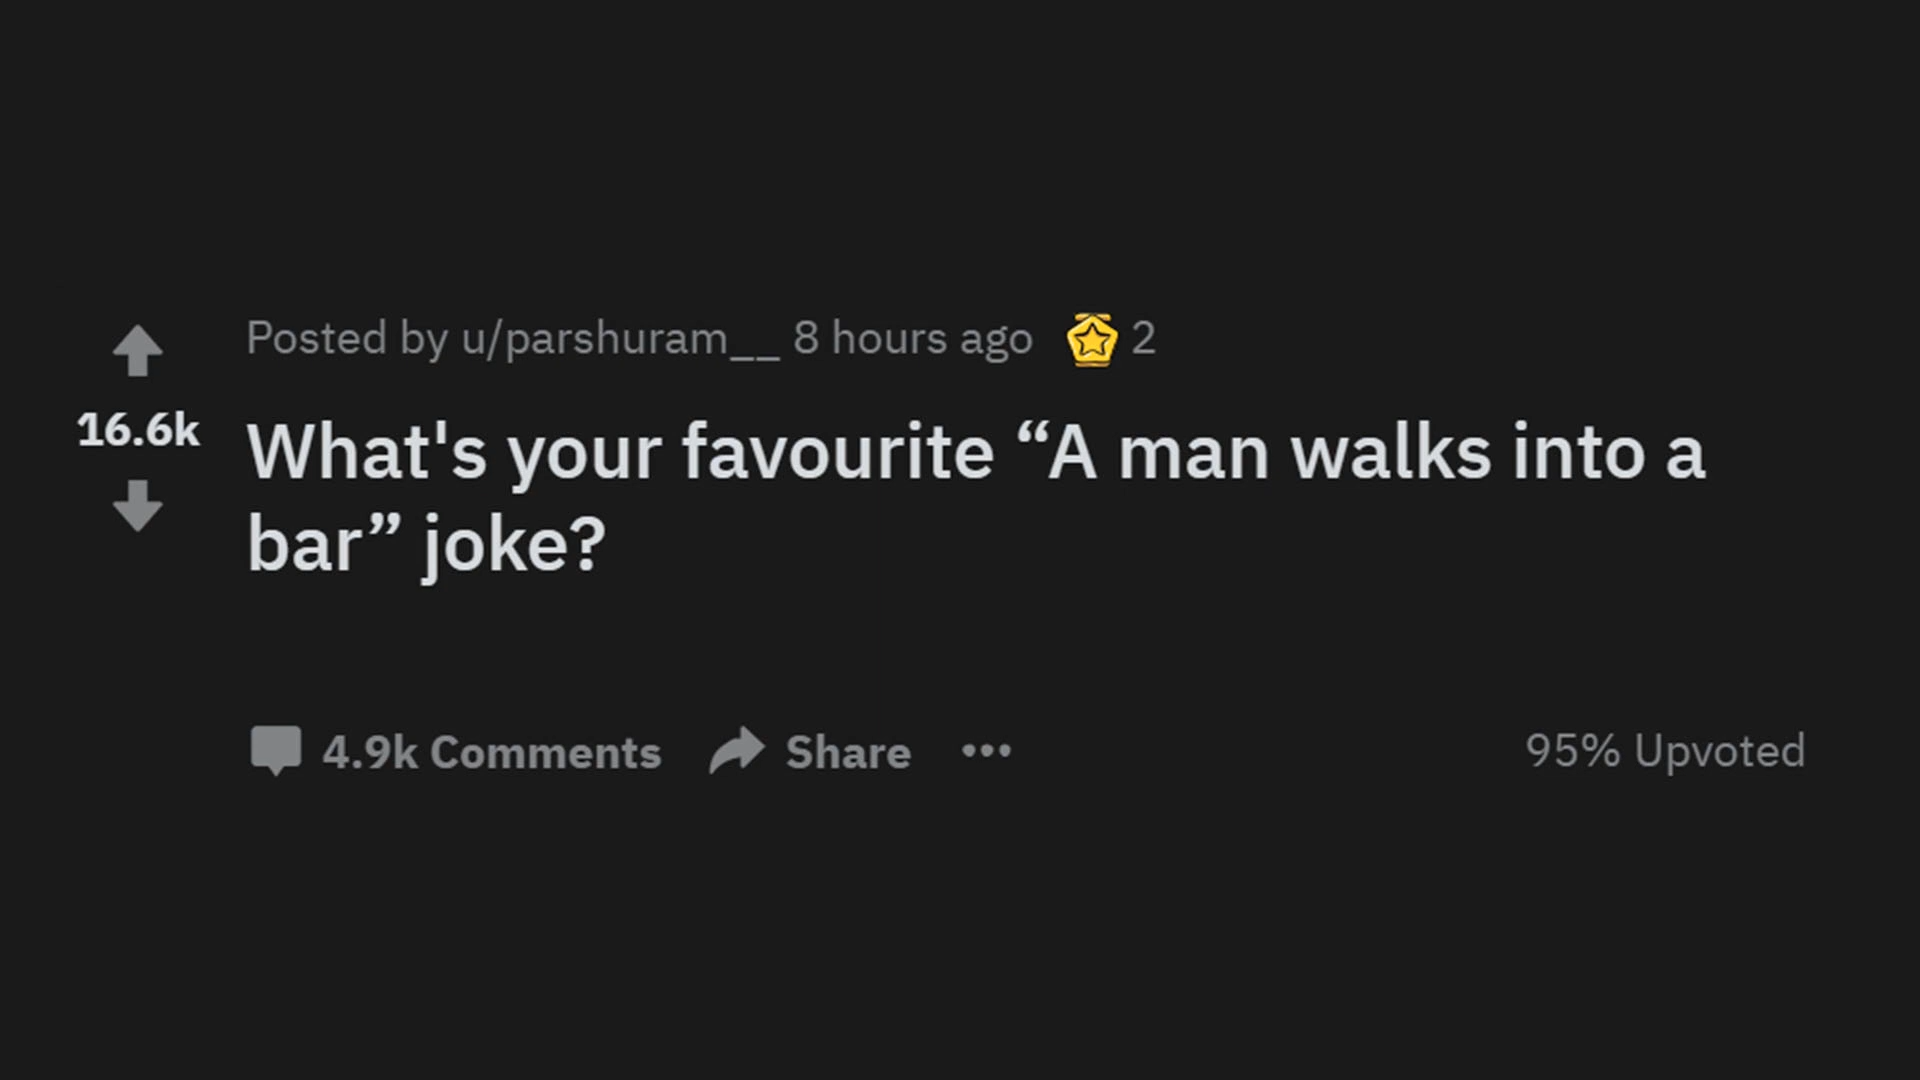 Posted by u/parshuram__ 8 hours ago 2
16.6k
What's your favourite “A man walks into a
bar” joke?
4.9k Comments Share ••• 95% Upvoted